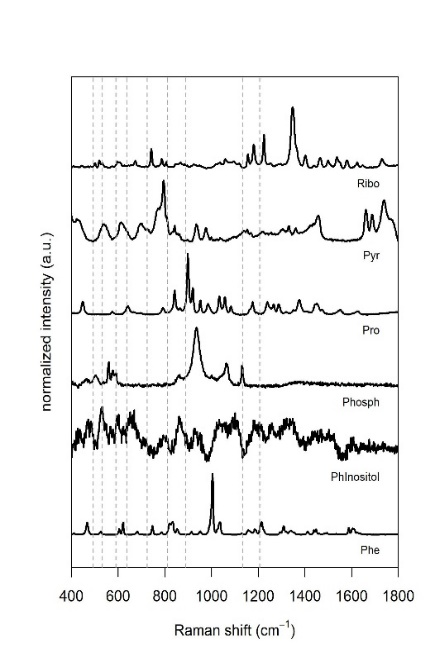 normalized intensity (a.u.)
Ribo
Pyr
Pro
Phosph
PhInositol
Phe
400 600 800 1000 1200 1400 1600 1800
Raman shift (cm⁻¹)